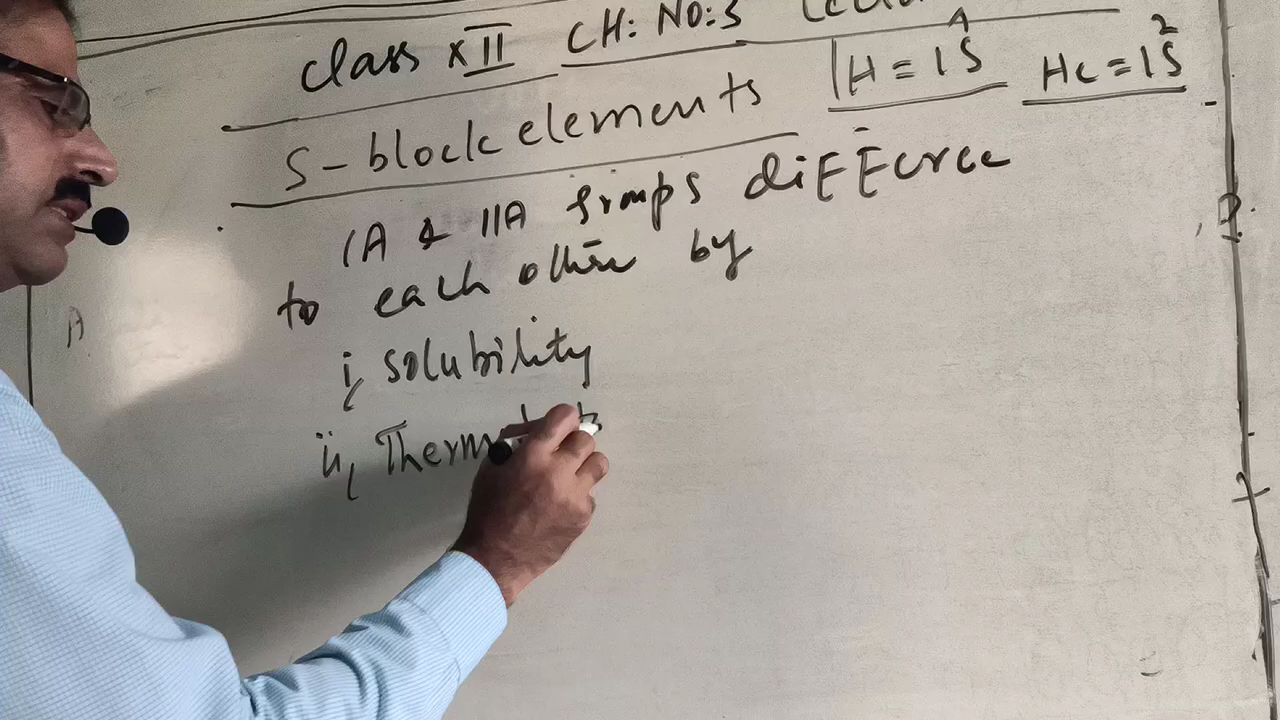 class XII CH: NO:3
S-block elements H = 1S He = 1S²
IA & IIA groups difference
to each other by
i, solubility
ii, Therm